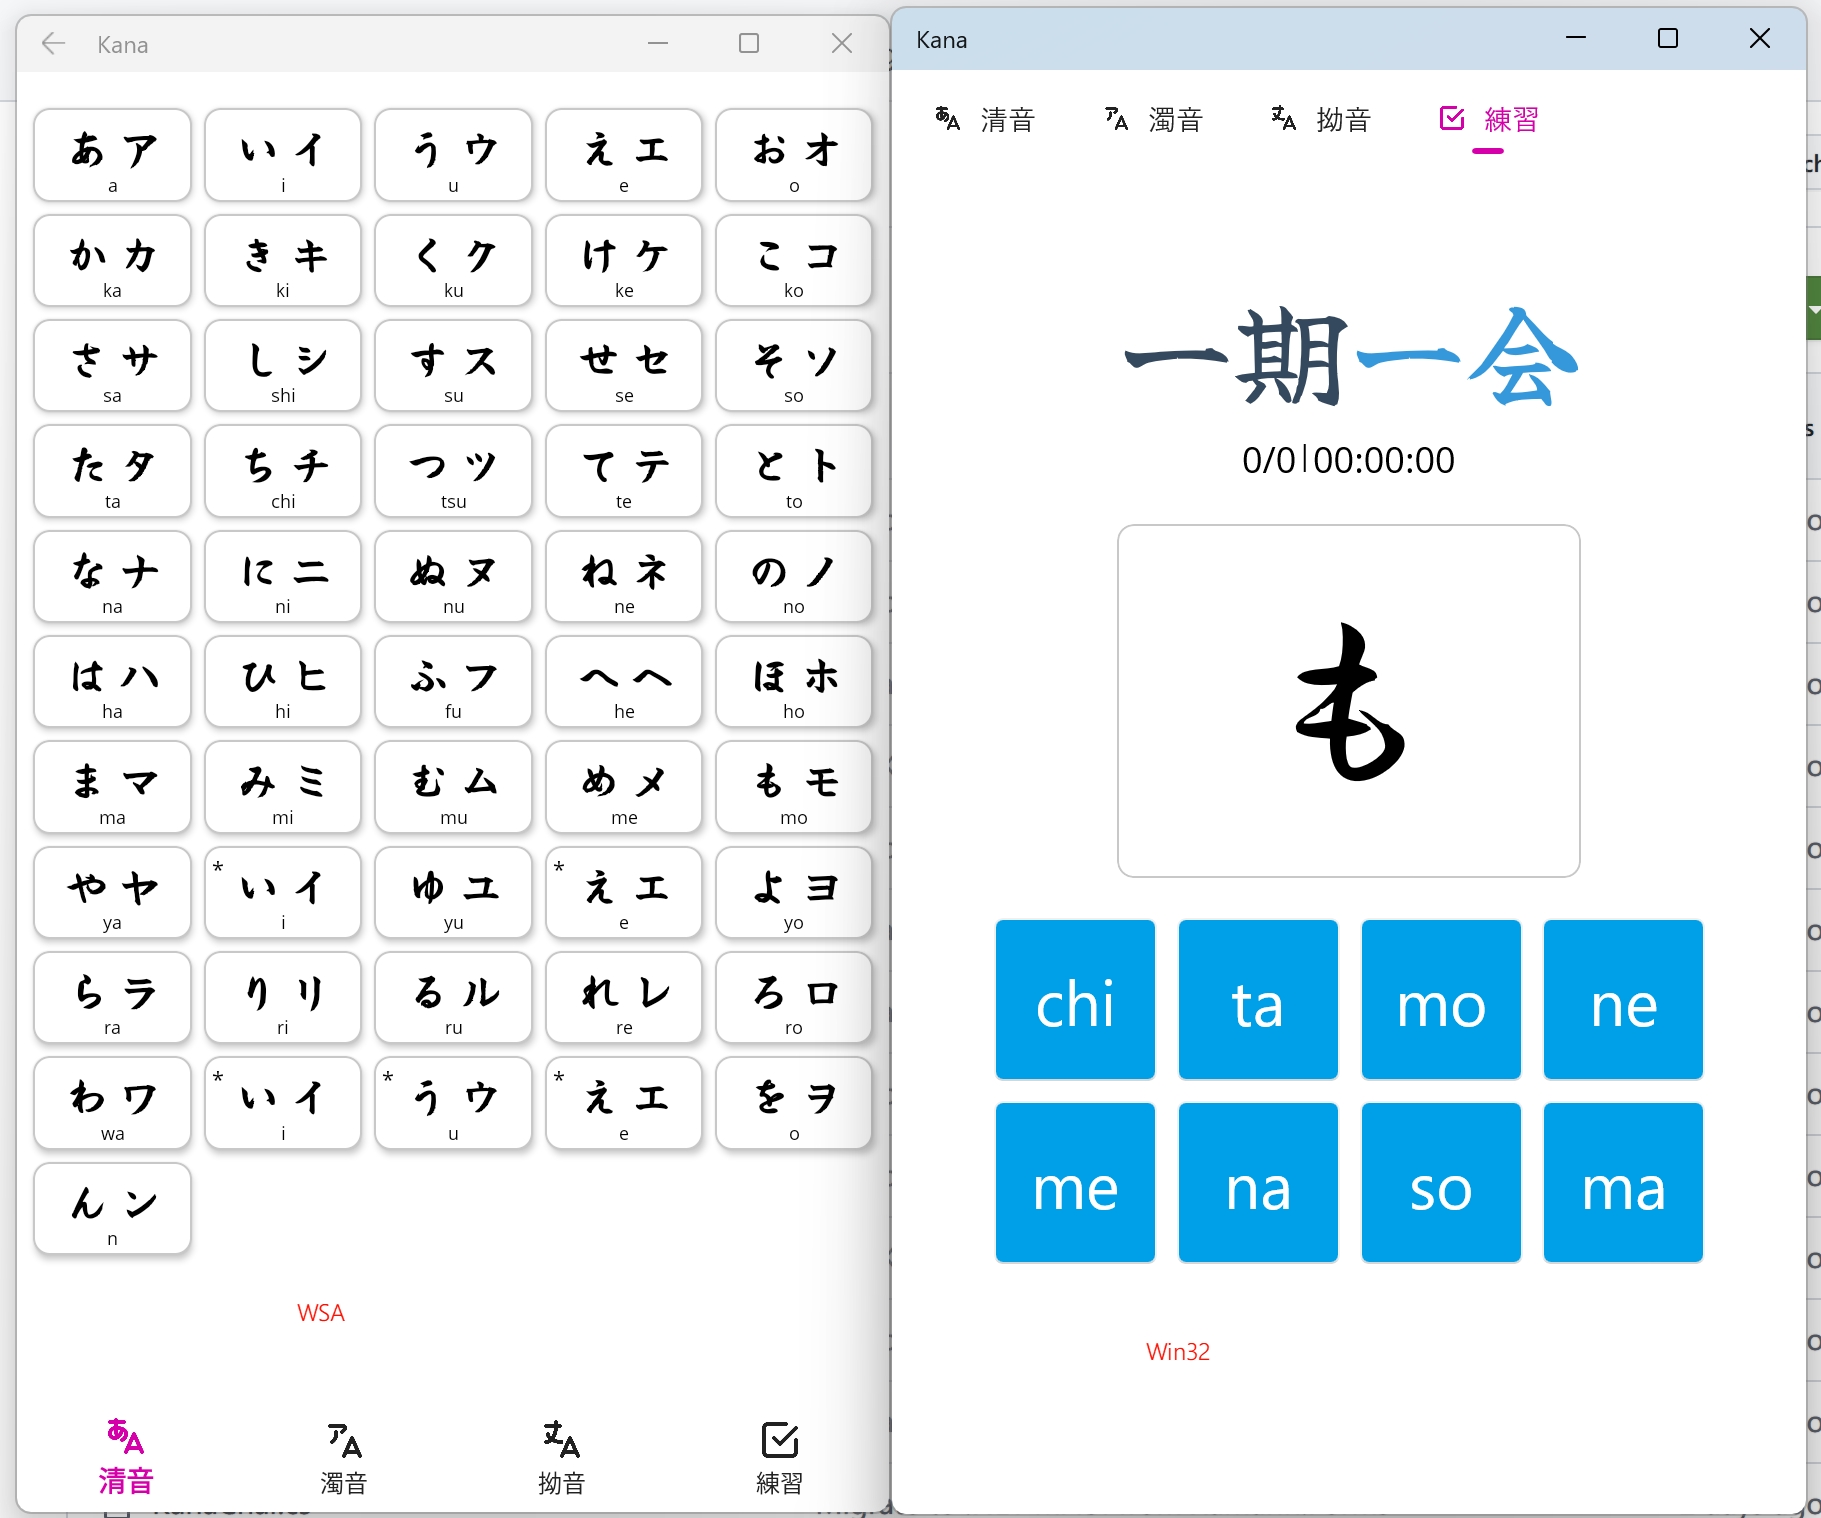 Kana
あ ア
a
い イ
i
う ウ
u
え エ
e
お オ
o
か カ
ka
き キ
ki
く ク
ku
け ケ
ke
こ コ
ko
さ サ
sa
し シ
shi
す ス
su
せ セ
se
そ ソ
so
た タ
ta
ち チ
chi
つ ツ
tsu
て テ
te
と ト
to
な ナ
na
に ニ
ni
ぬ ヌ
nu
ね ネ
ne
の ノ
no
は ハ
ha
ひ ヒ
hi
ふ フ
fu
へ ヘ
he
ほ ホ
ho
ま マ
ma
み ミ
mi
む ム
mu
め メ
me
も モ
mo
や ヤ
ya
* い イ
i
ゆ ユ
yu
* え エ
e
よ ヨ
yo
ら ラ
ra
り リ
ri
る ル
ru
れ レ
re
ろ ロ
ro
わ ワ
wa
* い イ
i
* う ウ
u
* え エ
e
を ヲ
o
ん ン
n
WSA
清音
濁音
拗音
練習
Kana
清音
濁音
拗音
練習
一期一会
0/0|00:00:00
も
chi
ta
mo
ne
me
na
so
ma
Win32